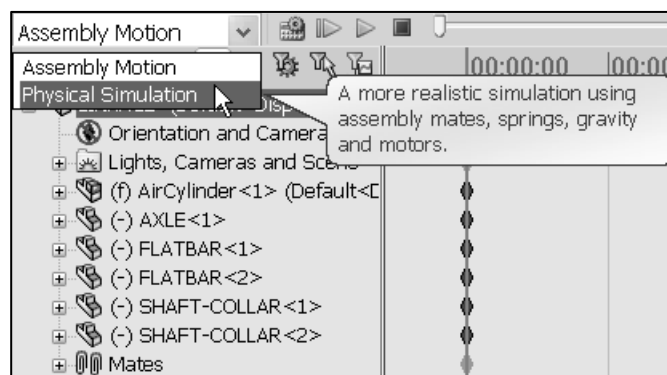 Assembly Motion
Assembly Motion
Physical Simulation
00:00:00
00:0
A more realistic simulation using
assembly mates, springs, gravity
and motors.
Orientation and Camera
Lights, Cameras and Scene
(f) AirCylinder<1> (Default<D
(-) AXLE<1>
(-) FLATBAR<1>
(-) FLATBAR<2>
(-) SHAFT-COLLAR<1>
(-) SHAFT-COLLAR<2>
Mates